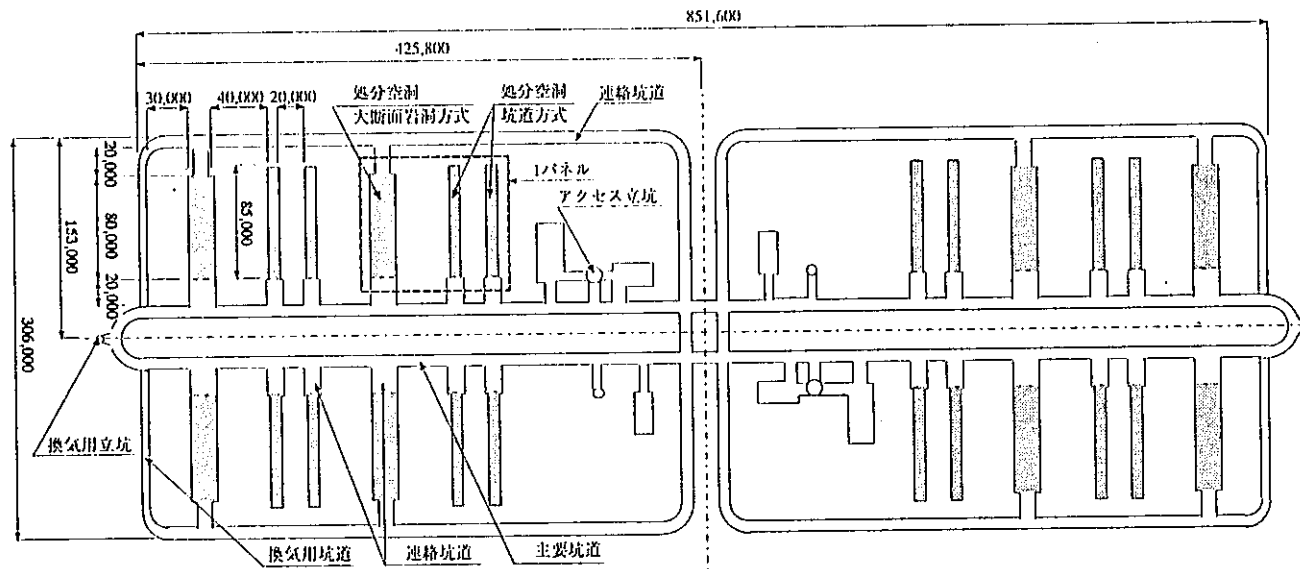 851,600
425,800
30,000
40,000
20,000
処分空洞
大断面岩洞方式
処分空洞
坑道方式
連絡坑道
1パネル
アクセス立坑
20,000
80,000
20,000
153,000
306,000
85,000
換気用立坑
換気用坑道
連絡坑道
主要坑道